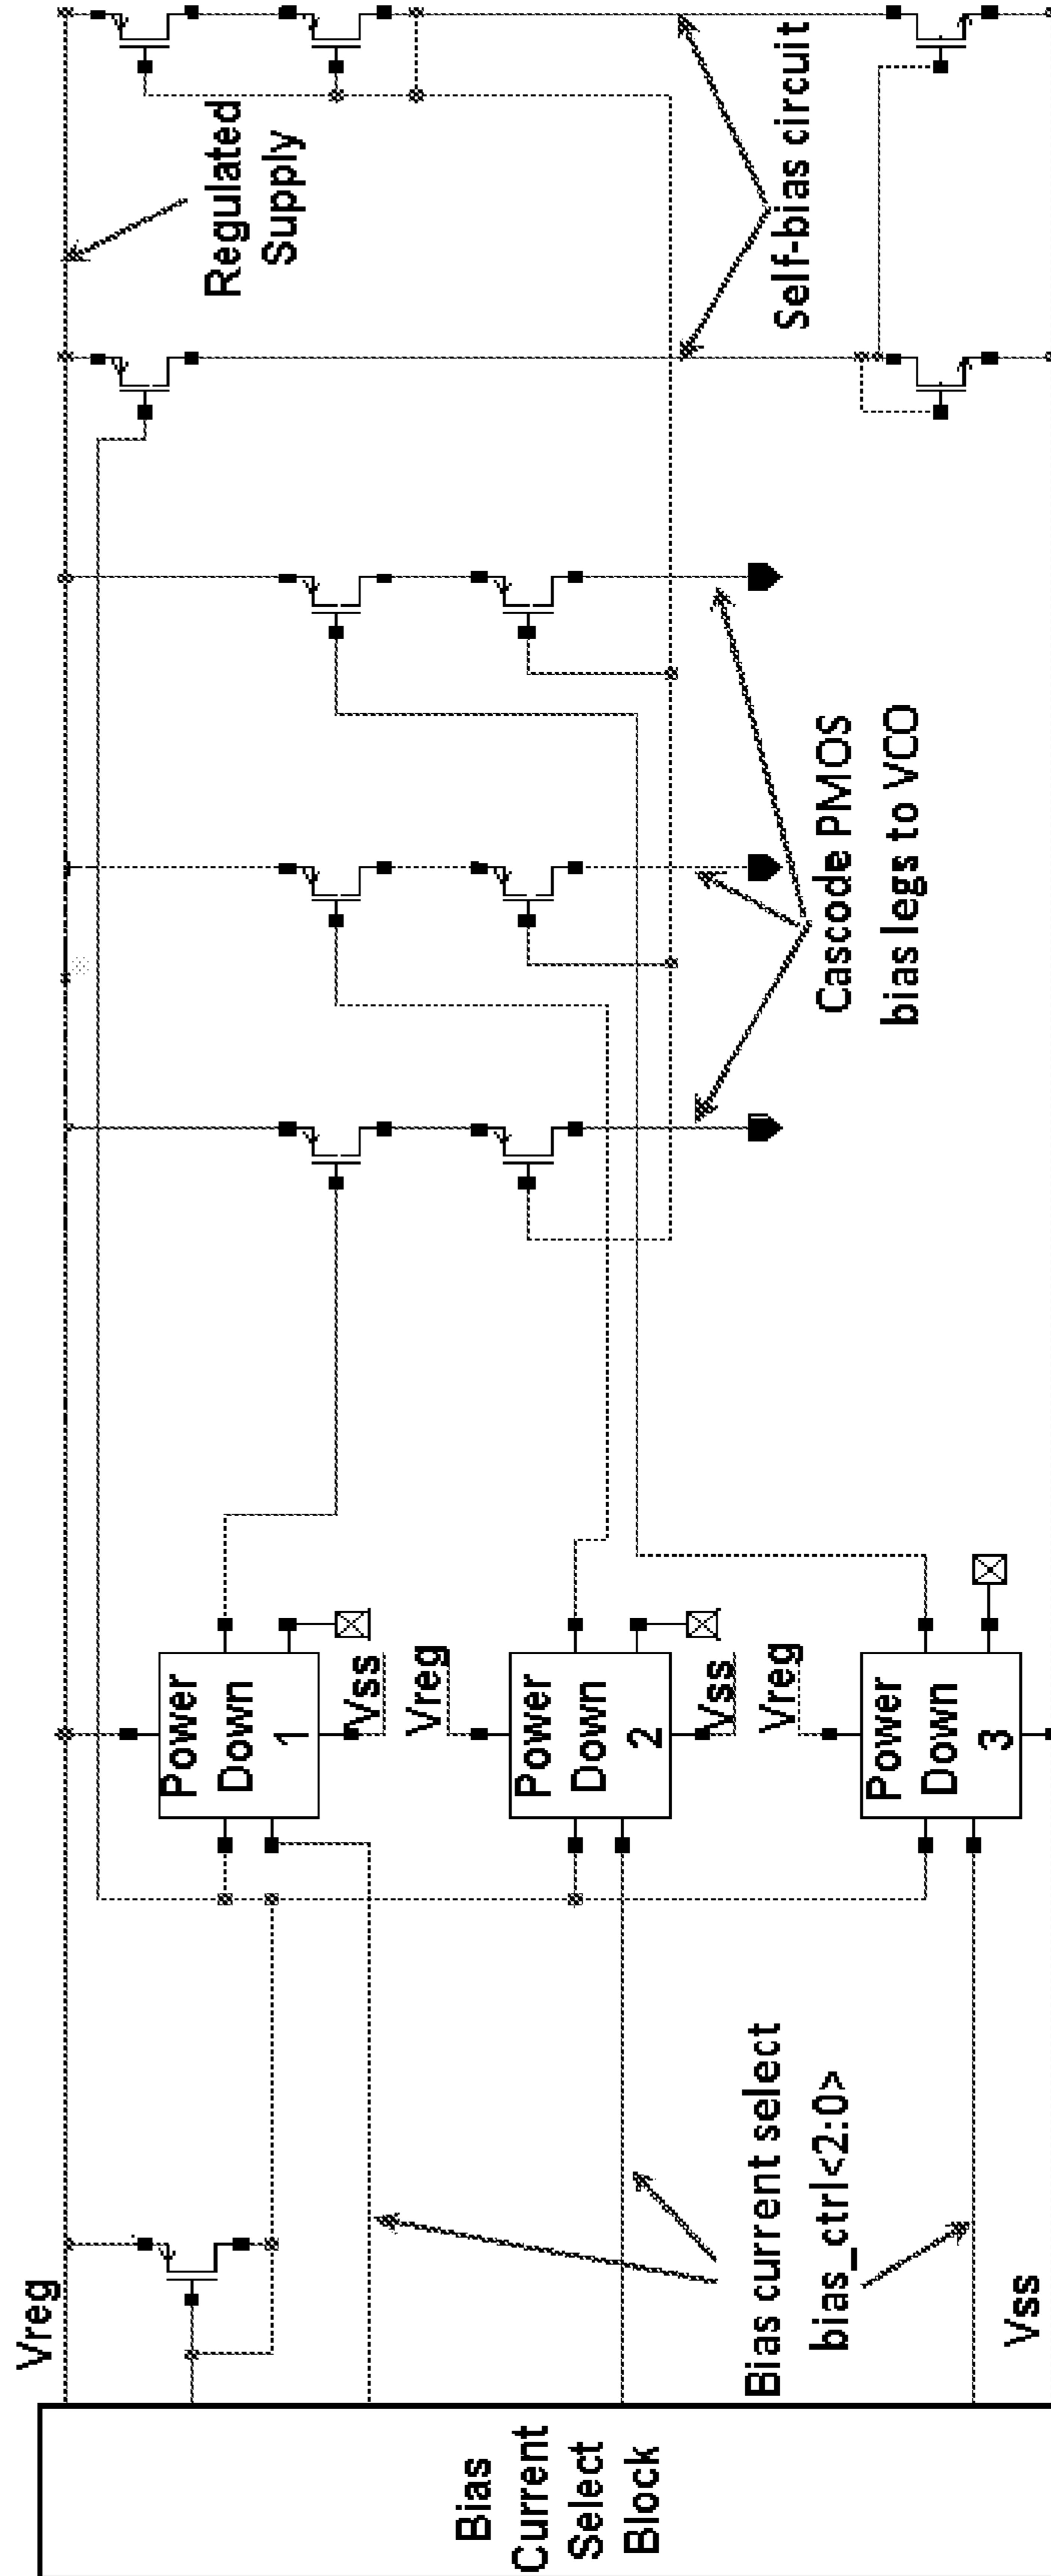 Vreg
Bias
Current
Select
Block
Bias current select
bias_ctrl<2:0>
Vss
Power
Down
1
Vss
Vreg
Power
Down
2
Vss
Vreg
Power
Down
3
Cascode PMOS
bias legs to VCO
Regulated
Supply
Self-bias circuit